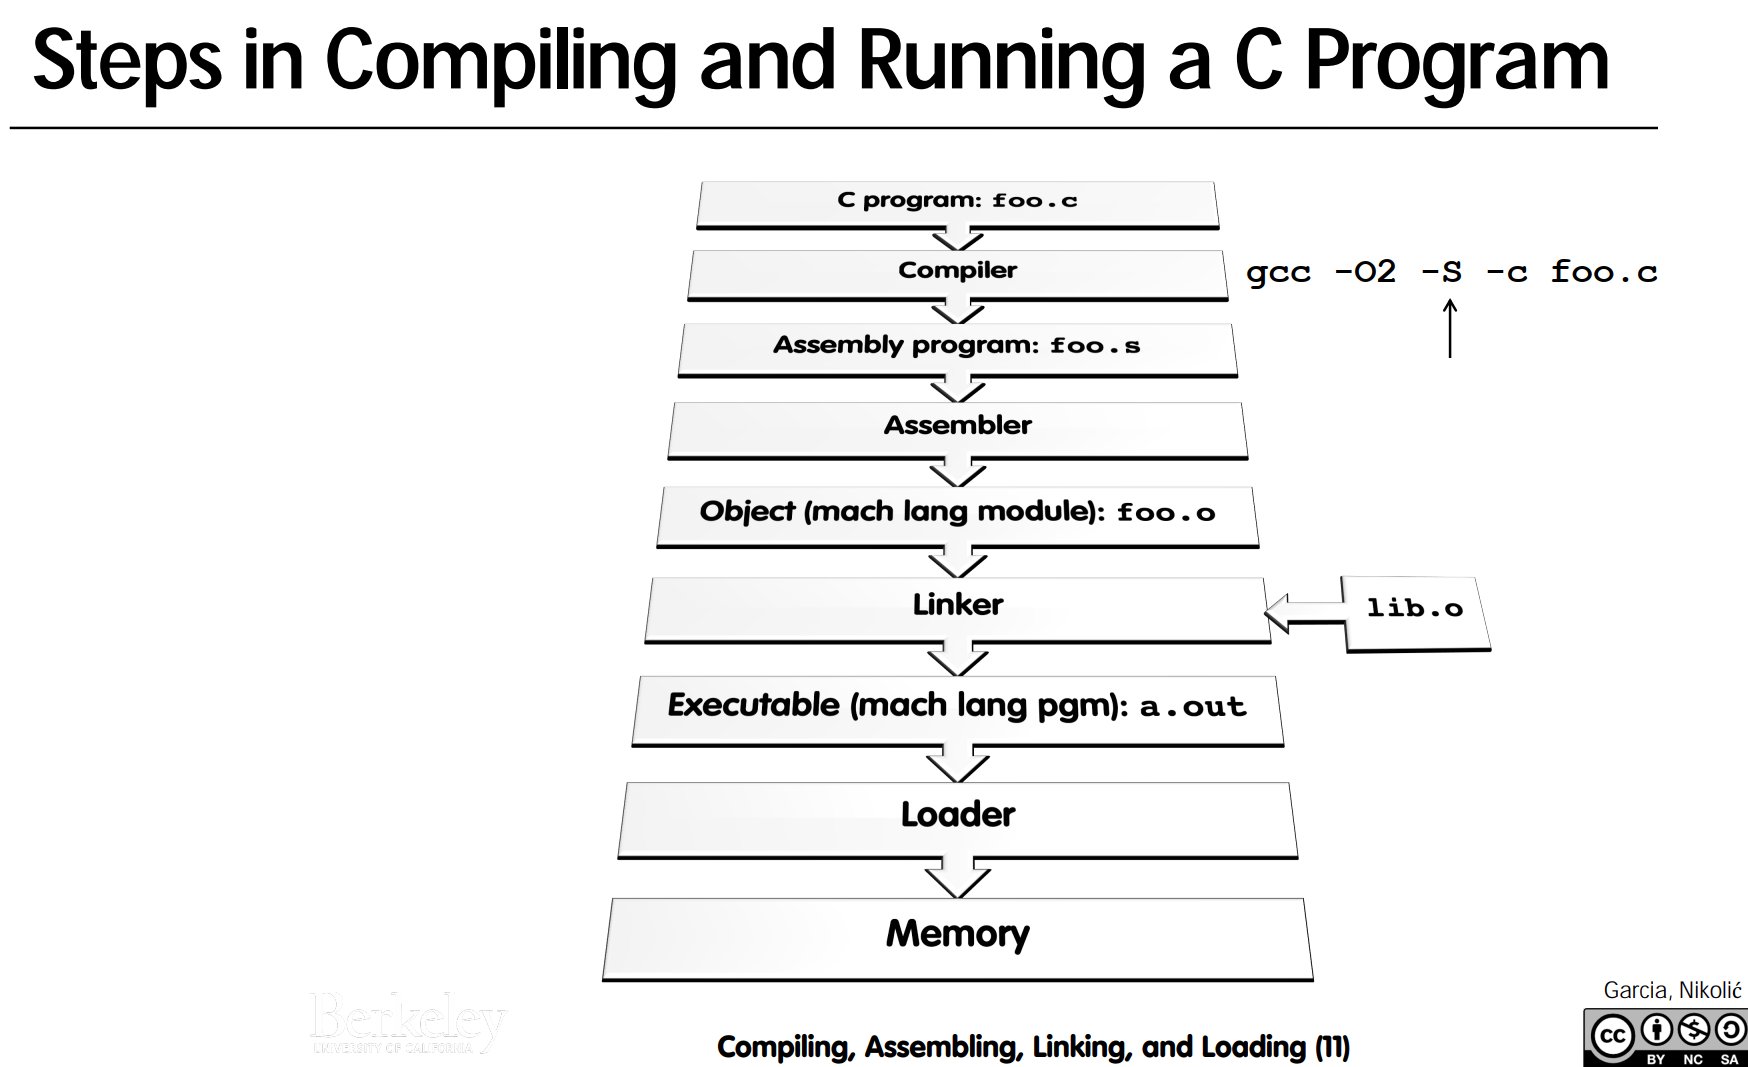 Steps in Compiling and Running a C Program
C program: foo.c
Compiler
gcc -O2 -S -c foo.c
Assembly program: foo.s
Assembler
Object (mach lang module): foo.o
Linker
lib.o
Executable (mach lang pgm): a.out
Loader
Memory
Berkeley
UNIVERSITY OF CALIFORNIA
Garcia, Nikolić
Compiling, Assembling, Linking, and Loading (11)
cc
BY NC SA